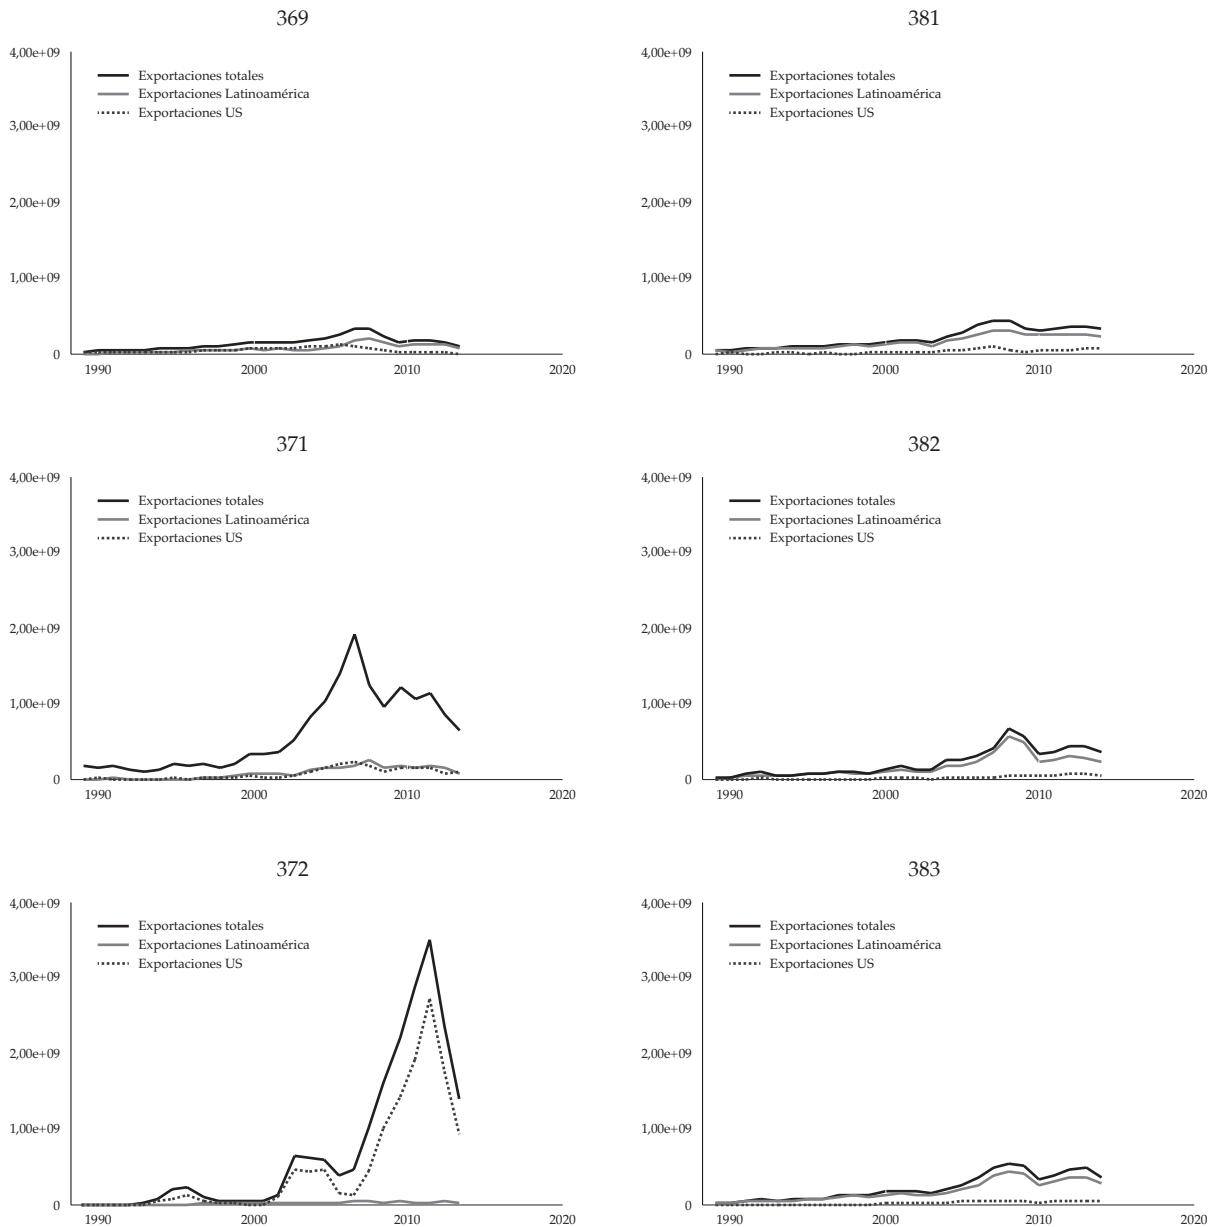 369
4,00e+09
Exportaciones totales
Exportaciones Latinoamérica
Exportaciones US
3,00e+09
2,00e+09
1,00e+09
0
1990 2000 2010 2020
381
4,00e+09
Exportaciones totales
Exportaciones Latinoamérica
Exportaciones US
3,00e+09
2,00e+09
1,00e+09
0
1990 2000 2010 2020
371
4,00e+09
Exportaciones totales
Exportaciones Latinoamérica
Exportaciones US
3,00e+09
2,00e+09
1,00e+09
0
1990 2000 2010 2020
382
4,00e+09
Exportaciones totales
Exportaciones Latinoamérica
Exportaciones US
3,00e+09
2,00e+09
1,00e+09
0
1990 2000 2010 2020
372
4,00e+09
Exportaciones totales
Exportaciones Latinoamérica
Exportaciones US
3,00e+09
2,00e+09
1,00e+09
0
1990 2000 2010 2020
383
4,00e+09
Exportaciones totales
Exportaciones Latinoamérica
Exportaciones US
3,00e+09
2,00e+09
1,00e+09
0
1990 2000 2010 2020